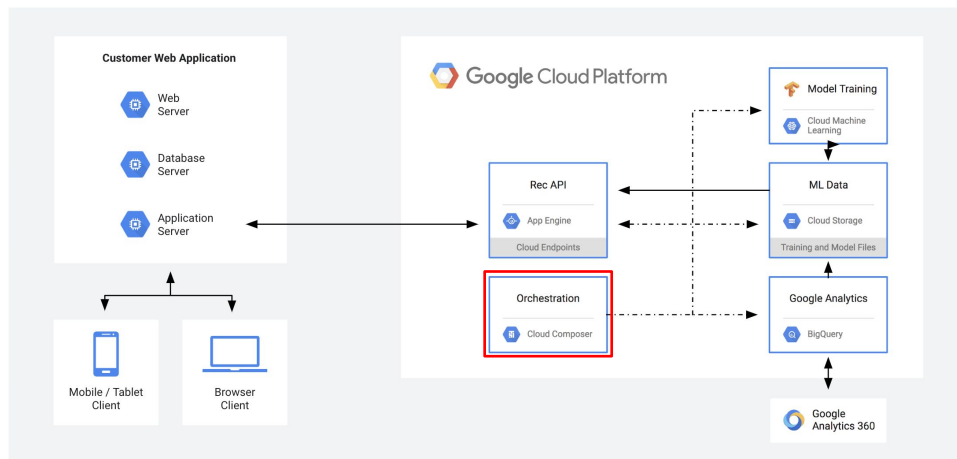 Customer Web Application
Web
Server
Database
Server
Application
Server
Mobile / Tablet
Client
Browser
Client
Google Cloud Platform
Model Training
Cloud Machine
Learning
Rec API
App Engine
Cloud Endpoints
ML Data
Cloud Storage
Training and Model Files
Orchestration
Cloud Composer
Google Analytics
BigQuery
Google
Analytics 360